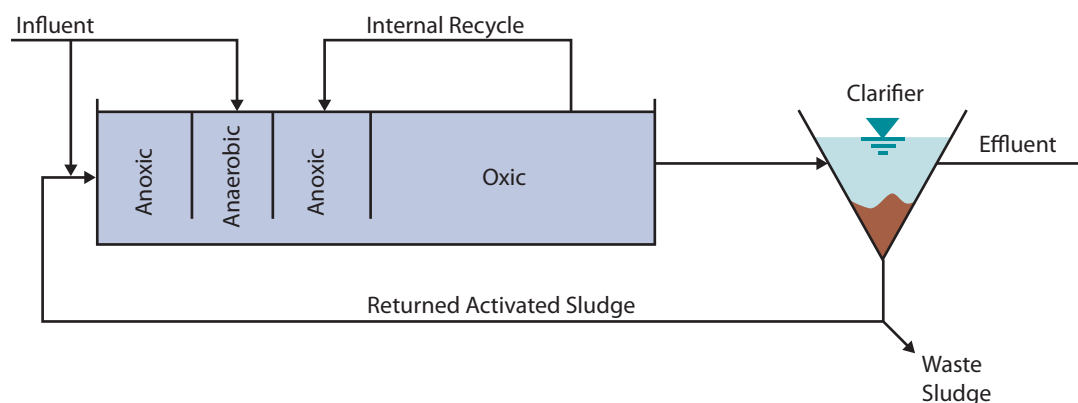 Influent
Internal Recycle
Clarifier
Effluent
Anoxic
Anaerobic
Anoxic
Oxic
Returned Activated Sludge
Waste
Sludge